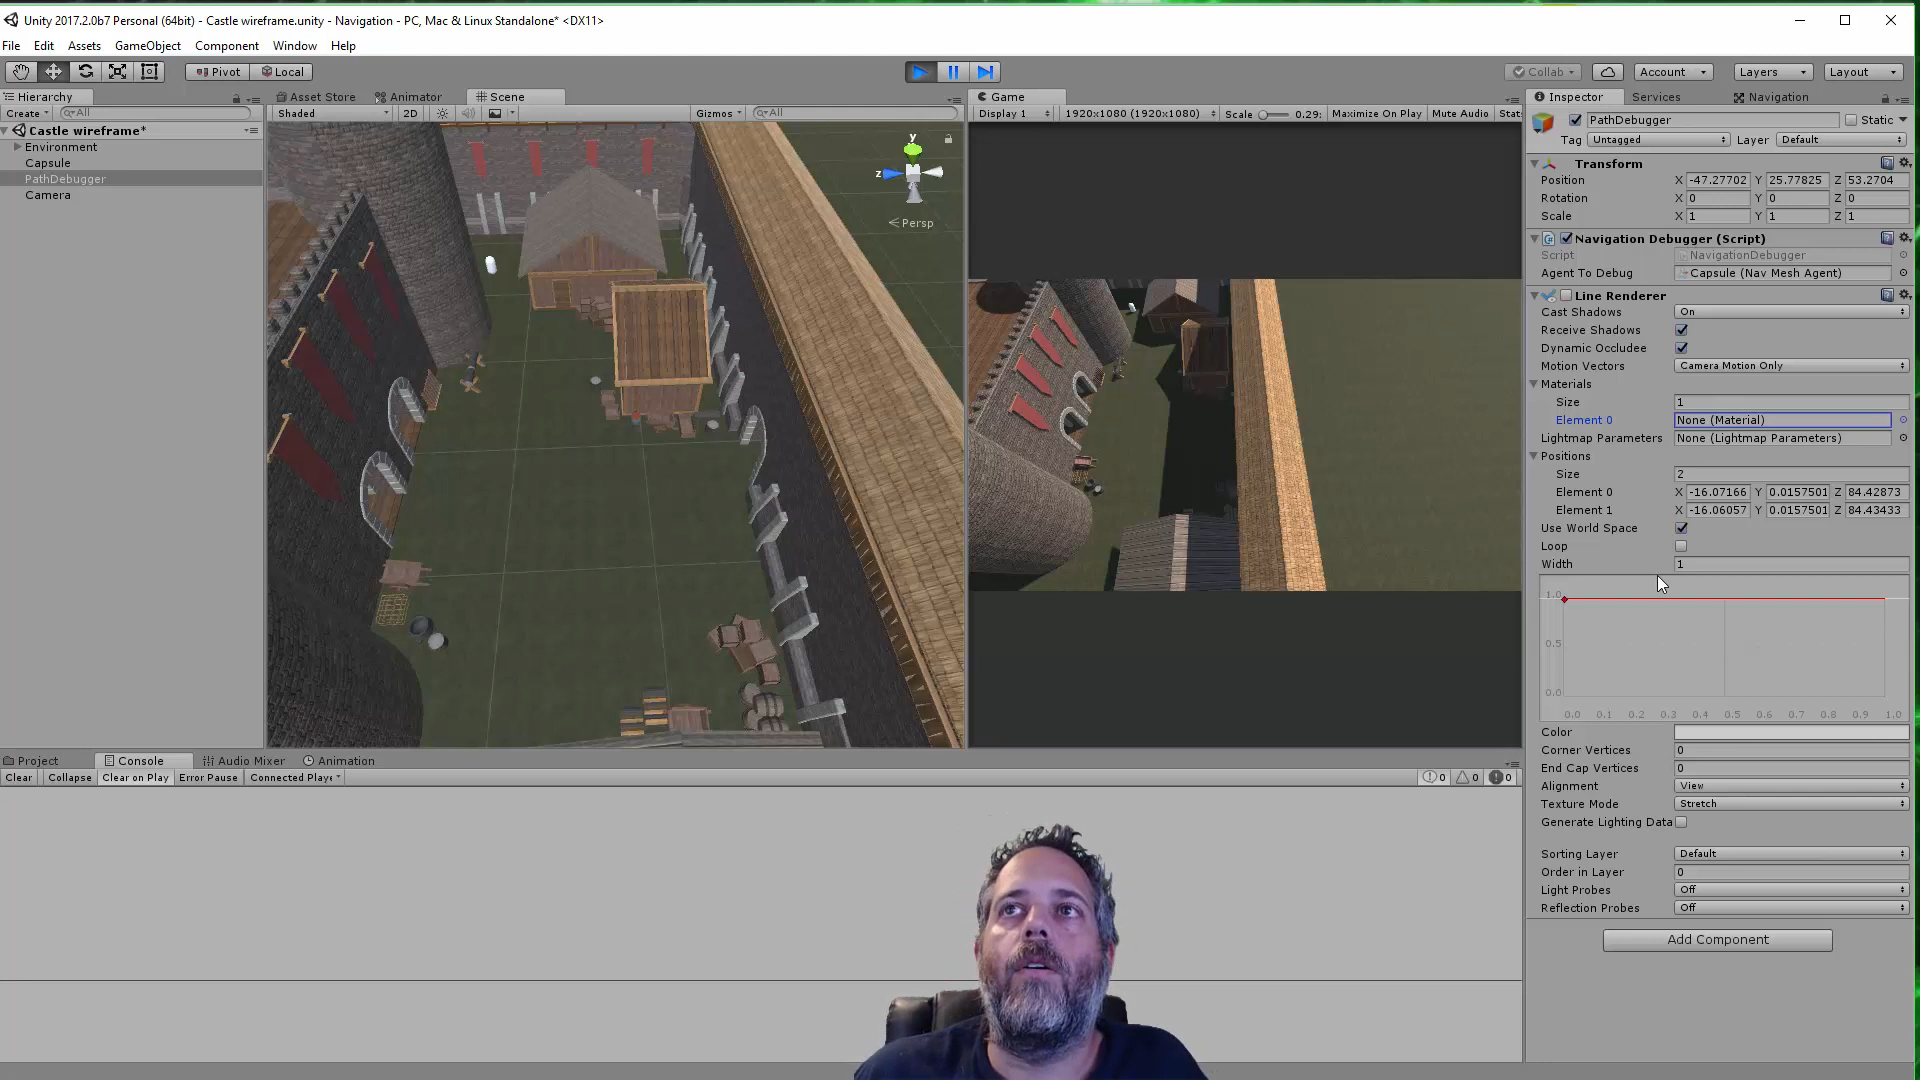 Unity 2017.2.0b7 Personal (64bit) - Castle wireframe.unity - Navigation - PC, Mac & Linux Standalone* <DX11>
File Edit Assets GameObject Component Window Help
Pivot Local
Collab Account Layers Layout
Hierarchy
Create All
Castle wireframe*
Environment
Capsule
PathDebugger
Camera
Asset Store Animator Scene
Shaded 2D Gizmos All
y
z
Persp
Game
Display 1 1920x1080 (1920x1080) Scale 0.29: Maximize On Play Mute Audio Stats
Inspector Services Navigation
PathDebugger Static
Tag Untagged Layer Default
Transform
Position X -47.27702 Y 25.77825 Z 53.2704
Rotation X 0 Y 0 Z 0
Scale X 1 Y 1 Z 1
Navigation Debugger (Script)
Script NavigationDebugger
Agent To Debug Capsule (Nav Mesh Agent)
Line Renderer
Cast Shadows On
Receive Shadows
Dynamic Occludee
Motion Vectors Camera Motion Only
Materials
Size 1
Element 0 None (Material)
Lightmap Parameters None (Lightmap Parameters)
Positions
Size 2
Element 0 X -16.07166 Y 0.0157501 Z 84.42873
Element 1 X -16.06057 Y 0.0157501 Z 84.43433
Use World Space
Loop
Width 1
1.0
0.5
0.0
0.0 0.1 0.2 0.3 0.4 0.5 0.6 0.7 0.8 0.9 1.0
Color
Corner Vertices 0
End Cap Vertices 0
Alignment View
Texture Mode Stretch
Generate Lighting Data
Sorting Layer Default
Order in Layer 0
Light Probes Off
Reflection Probes Off
Add Component
Project Console Audio Mixer Animation
Clear Collapse Clear on Play Error Pause Connected Playe 0 0 0